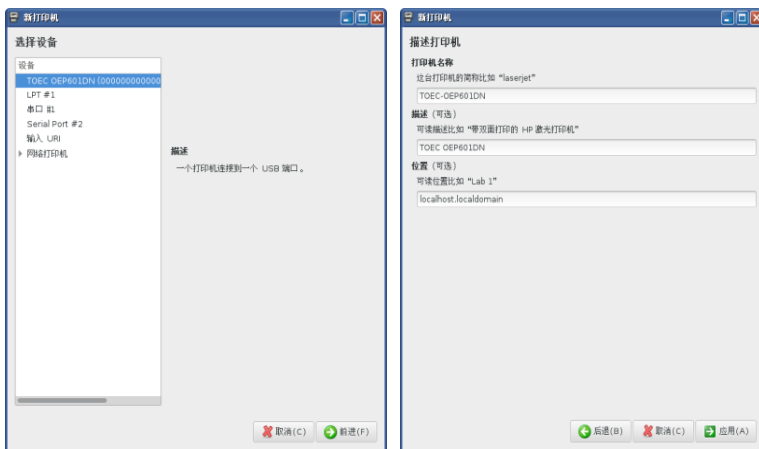 新打印机
选择设备
设备
TOEC OEP601DN (000000000000
LPT #1
串口 #1
Serial Port #2
输入 URI
网络打印机
描述
一个打印机连接到一个 USB 端口。
取消(C)
前进(F)
新打印机
描述打印机
打印机名称
这台打印机的简称比如 “laserjet”
TOEC-OEP601DN
描述 (可选)
可读描述比如 “带双面打印的 HP 激光打印机”
TOEC OEP601DN
位置 (可选)
可读位置比如 “Lab 1”
localhost.localdomain
后退(B)
取消(C)
应用(A)